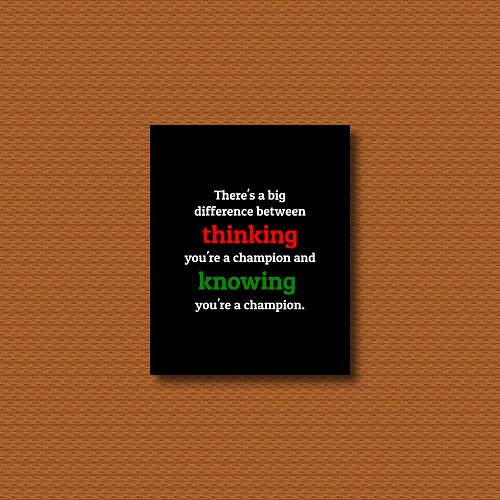 There's a big
difference between
thinking
you're a champion and
knowing
you're a champion.